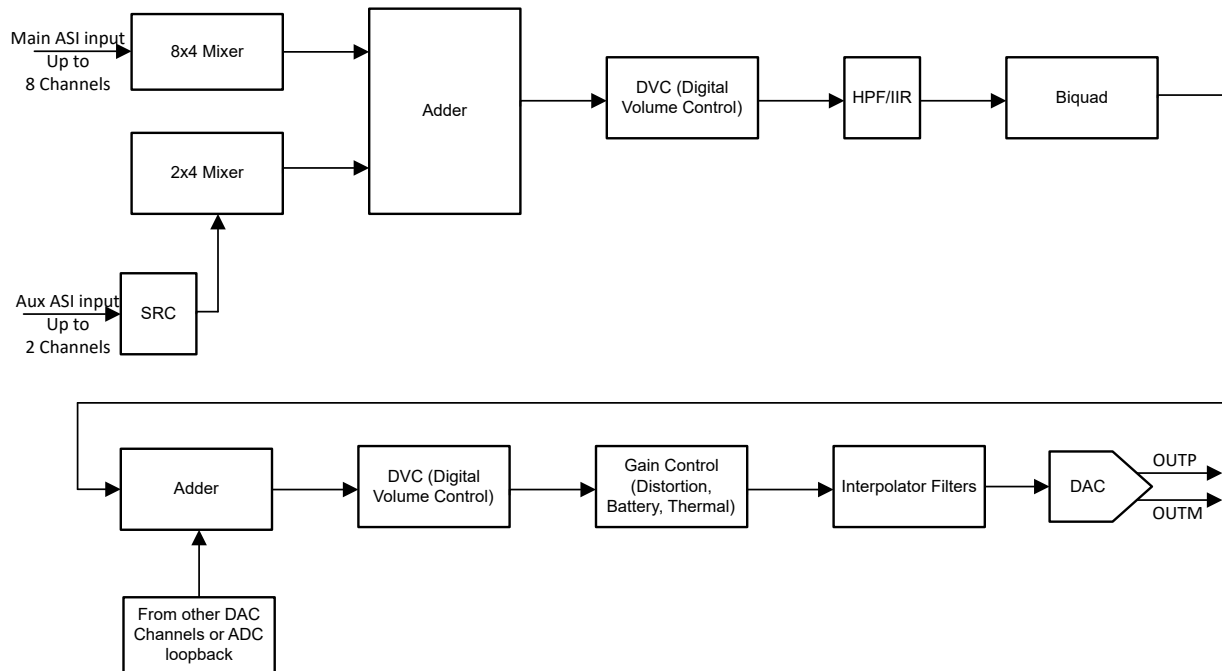 Main ASI input
Up to
8 Channels
8x4 Mixer
Adder
DVC (Digital
Volume Control)
HPF/IIR
Biquad
2x4 Mixer
Aux ASI input
Up to
2 Channels
SRC
Adder
DVC (Digital
Volume Control)
Gain Control
(Distortion,
Battery, Thermal)
Interpolator Filters
DAC
OUTP
OUTM
From other DAC
Channels or ADC
loopback